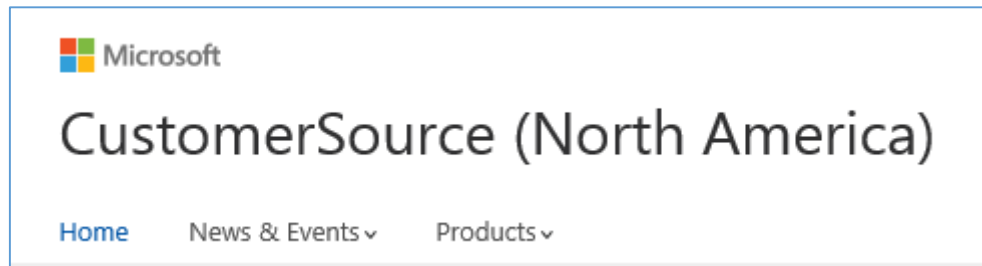 Microsoft
CustomerSource (North America)
Home News & Events Products